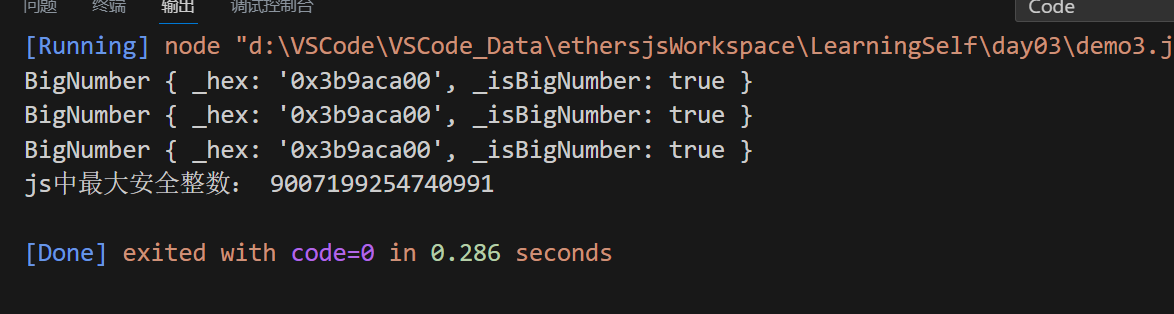 问题 终端 输出 调试控制台 Code
[Running] node "d:\VSCode\VSCode_Data\ethersjsWorkspace\LearningSelf\day03\demo3.j
BigNumber { _hex: '0x3b9aca00', _isBigNumber: true }
BigNumber { _hex: '0x3b9aca00', _isBigNumber: true }
BigNumber { _hex: '0x3b9aca00', _isBigNumber: true }
js中最大安全整数： 9007199254740991
[Done] exited with code=0 in 0.286 seconds